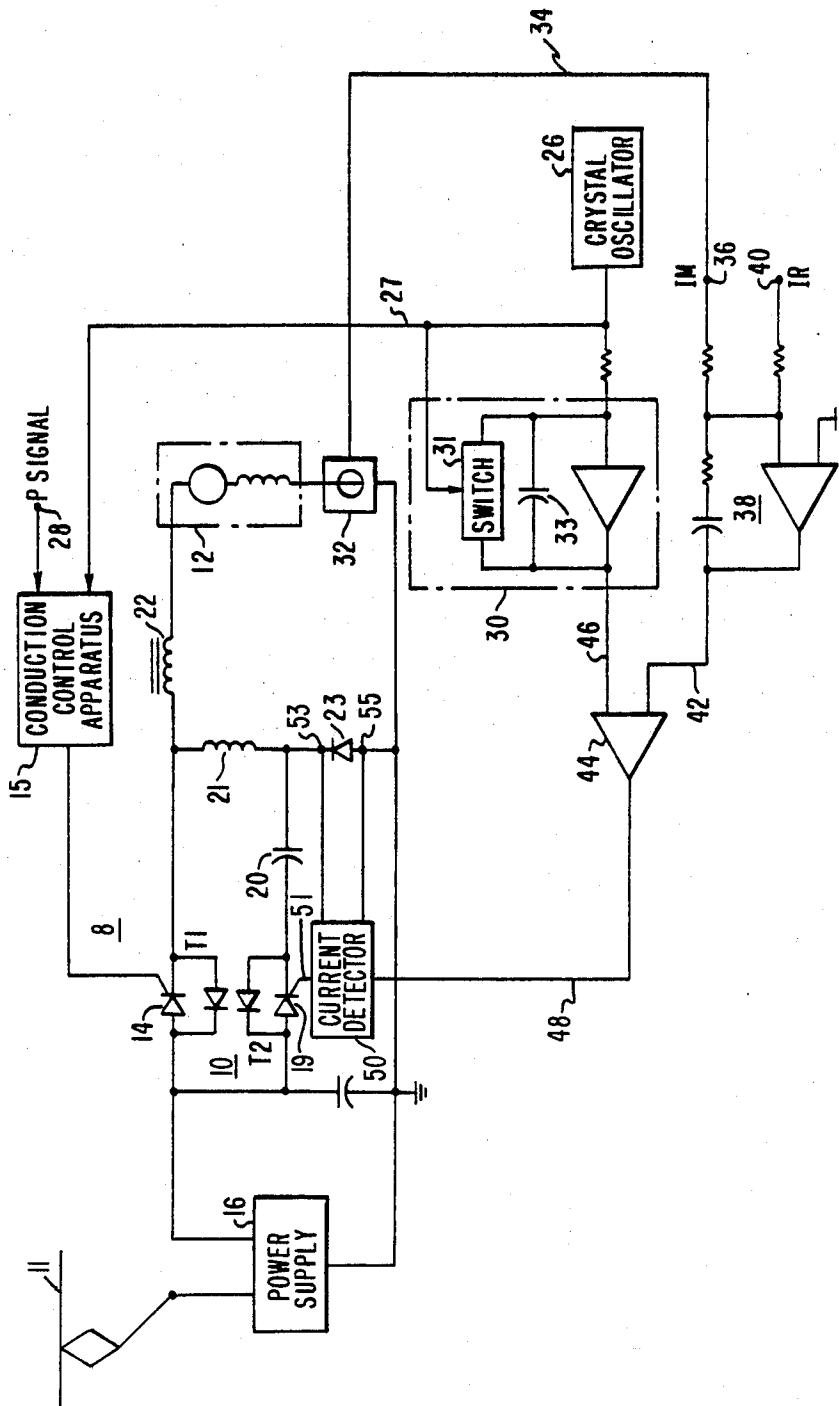 11
POWER
SUPPLY
16
14
10
T2
19
8
T1
15
CONDUCTION
CONTROL
APPARATUS
P SIGNAL
28
22
12
32
20
21
53
23
55
51
CURRENT
DETECTOR
50
48
44
46
42
30
SWITCH
31
33
27
34
26
CRYSTAL
OSCILLATOR
IM
36
40
IR
38